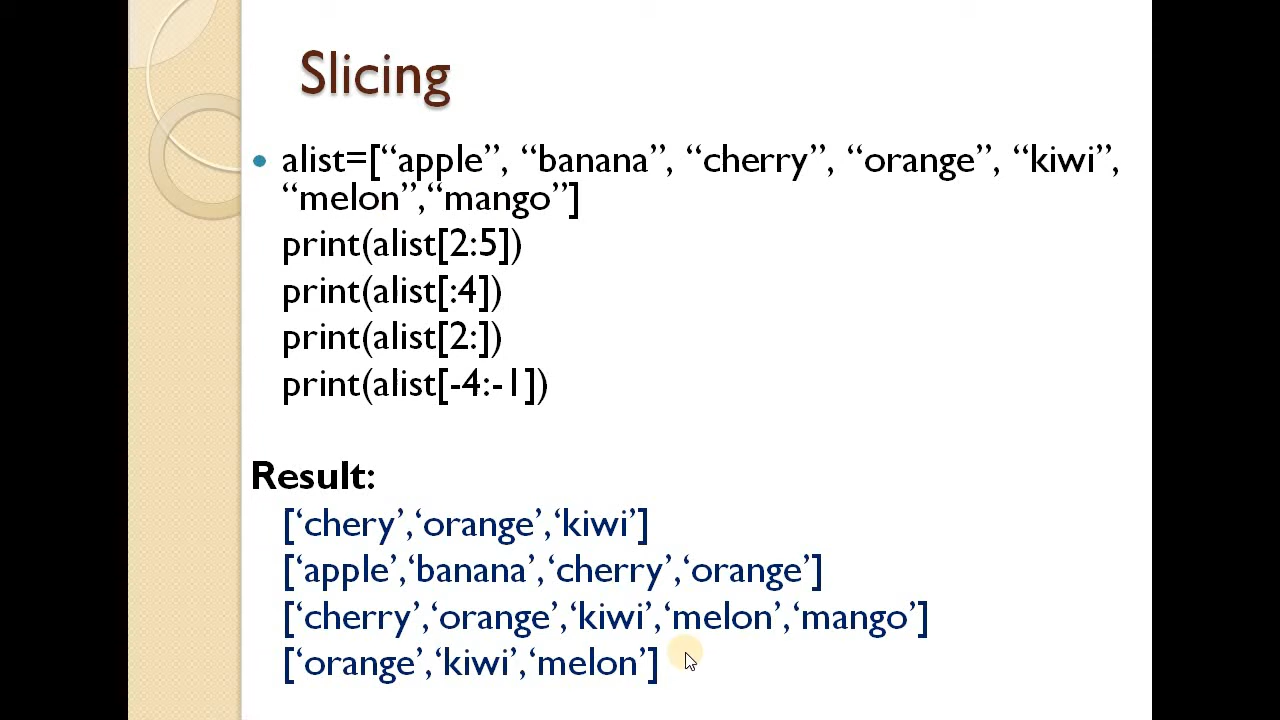 Slicing
• alist=[“apple”, “banana”, “cherry”, “orange”, “kiwi”,
“melon”,“mango”]
print(alist[2:5])
print(alist[:4])
print(alist[2:])
print(alist[-4:-1])
Result:
[‘chery’,‘orange’,‘kiwi’]
[‘apple’,‘banana’,‘cherry’,‘orange’]
[‘cherry’,‘orange’,‘kiwi’,‘melon’,‘mango’]
[‘orange’,‘kiwi’,‘melon’]